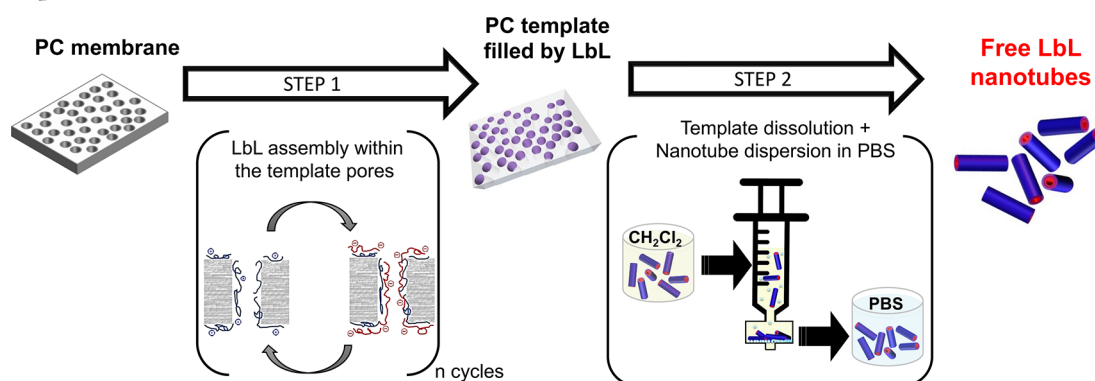 PC membrane
STEP 1
PC template
filled by LbL
STEP 2
Free LbL
nanotubes
LbL assembly within
the template pores
n cycles
Template dissolution +
Nanotube dispersion in PBS
CH₂Cl₂
PBS